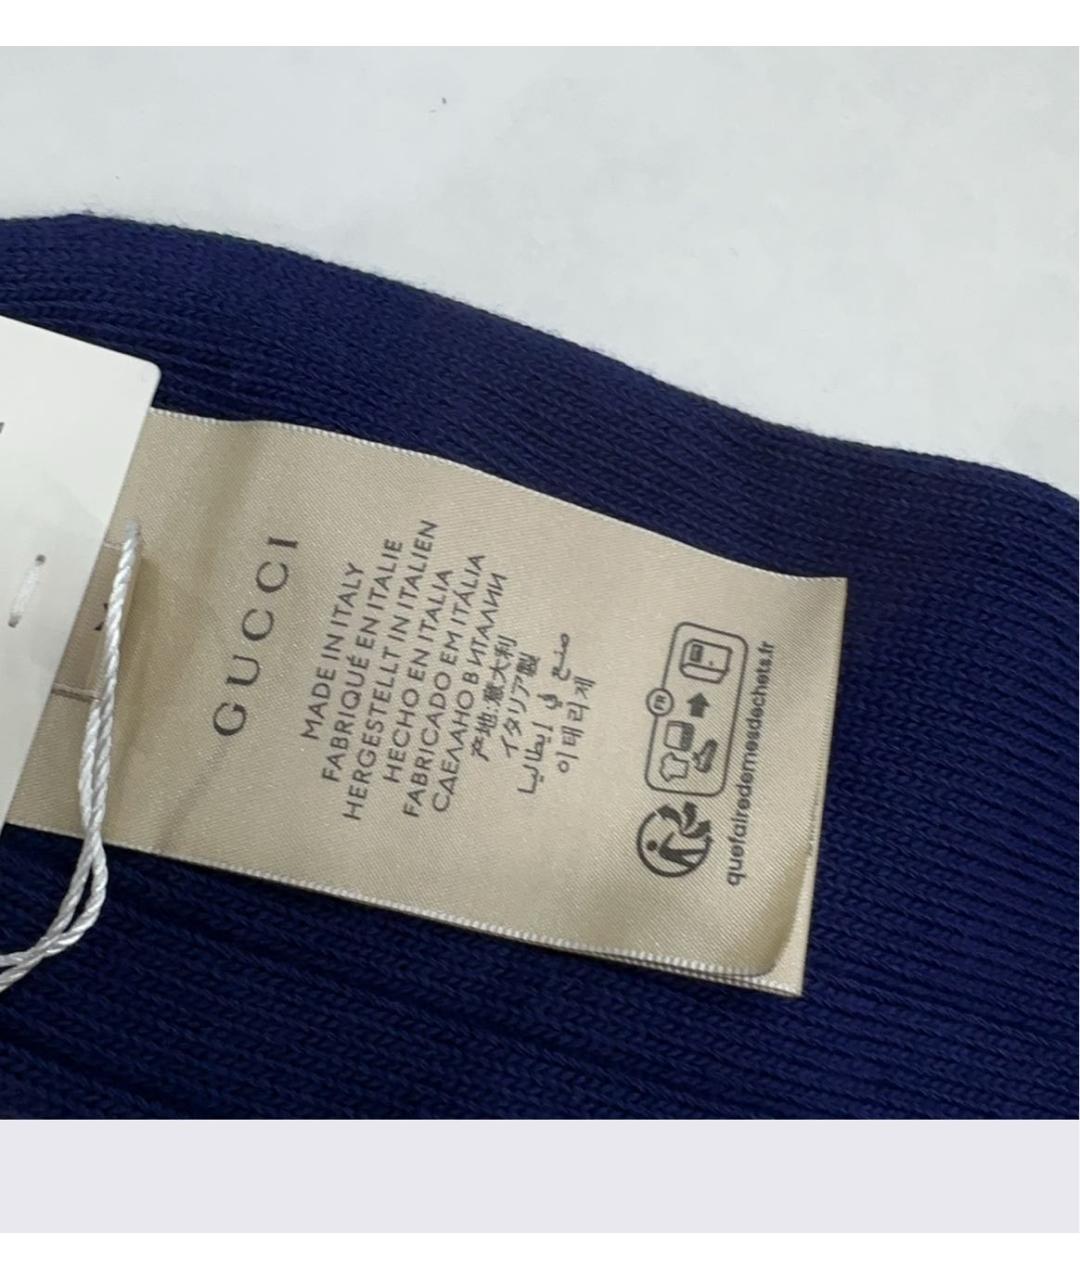 GUCCI
MADE IN ITALY
FABRIQUÉ EN ITALIE
HERGESTELLT IN ITALIEN
HECHO EN ITALIA
FABRICADO EM ITÁLIA
СДЕЛАНО В ИТАЛИИ
产地:意大利
イタリア製
صنع في إيطاليا
이태리제
FR
quefairedemesdechets.fr